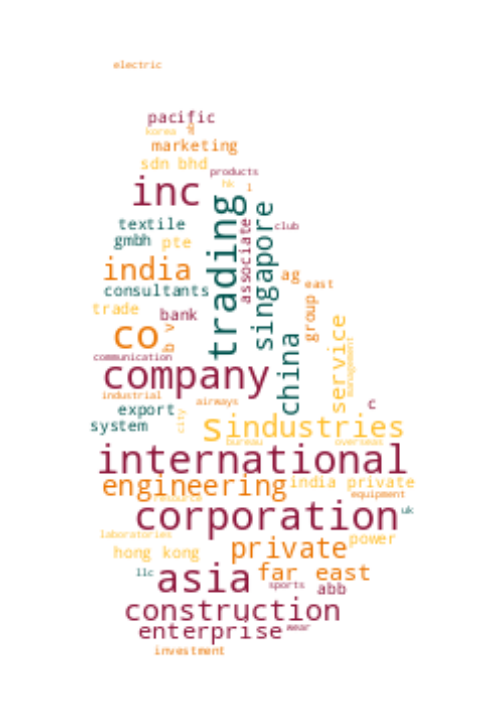 electric
pacific
korea
marketing
sdn bhd
products
hk
l
inc
trading
singapore
associate
club
textile
gmbh
pte
india
ag
east
consultants
group
trade
bank
co
b v
china
service
management
communication
company
industrial
airways
c
export
city
system
s
industries
bureau
overseas
international
engineering
india private
resource
equipment
corporation
uk
laboratories
power
hong kong
private
llc
asia
far east
sports
abb
construction
enterprise
wear
investment